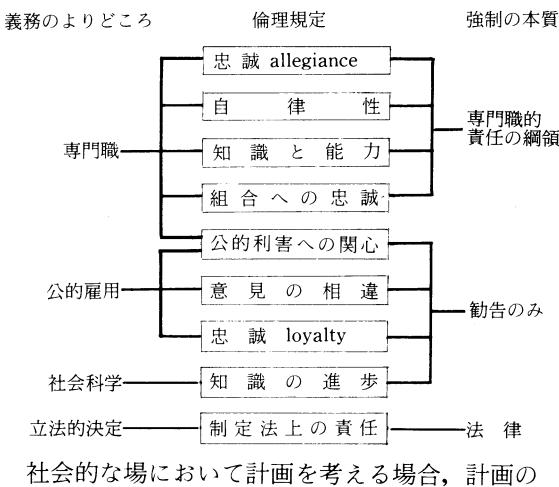 義務のよりどころ 倫理規定 強制の本質
忠誠 allegiance
自律性
専門職的
責任の綱領
専門職
知識と能力
組合への忠誠
公的利害への関心
公的雇用
意見の相違
勧告のみ
忠誠 loyalty
社会科学 知識の進歩
立法的決定 制定法上の責任 法律
社会的な場において計画を考える場合，計画の